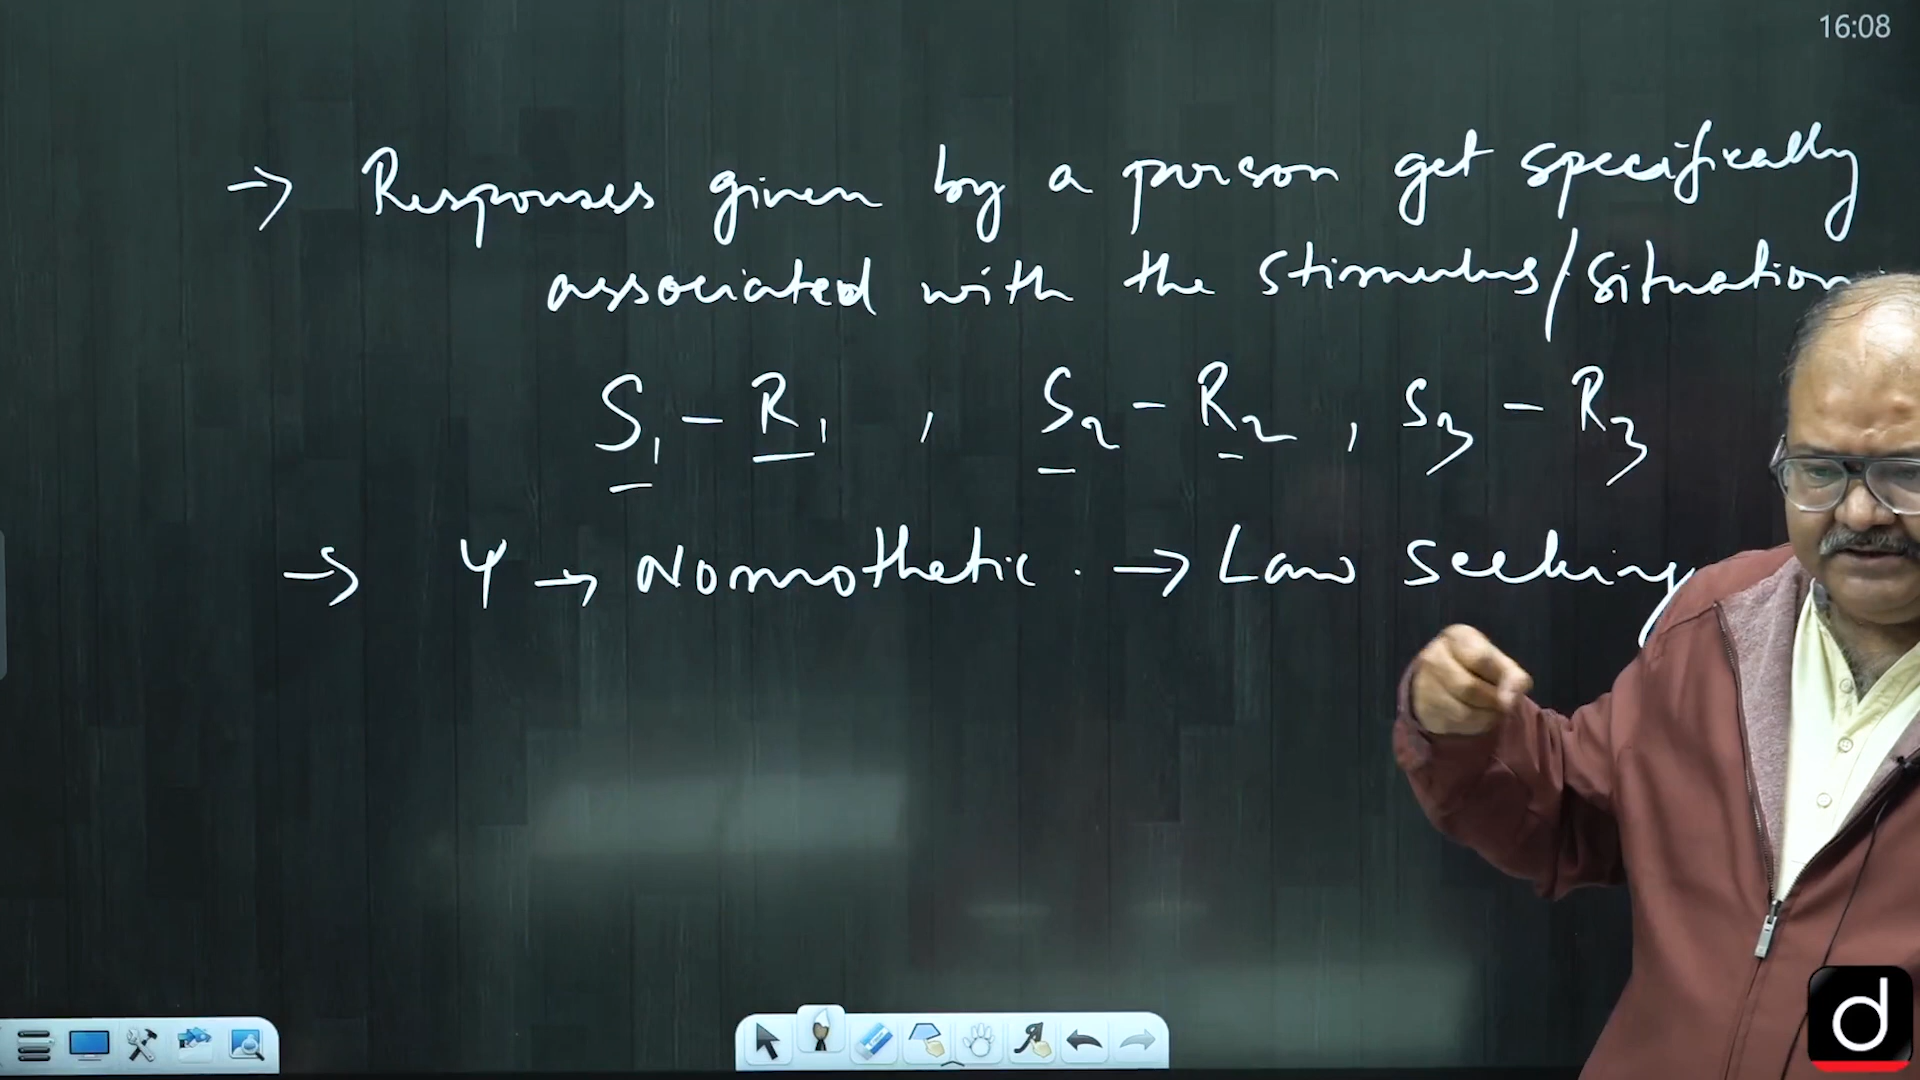 16:08
→ Responses given by a person get specifically
associated with the stimulus/situation
S₁ – R₁ , S₂ – R₂ , S₃ – R₃
→ Ψ → Nomothetic. → Law seeking
d